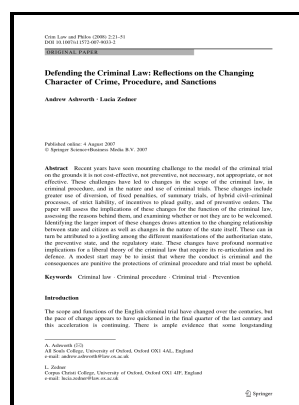 Crim Law and Philos (2008) 2:21–51
DOI 10.1007/s11572-007-9033-2
ORIGINAL PAPER
Defending the Criminal Law: Reflections on the Changing
Character of Crime, Procedure, and Sanctions
Andrew Ashworth · Lucia Zedner
Published online: 4 August 2007
© Springer Science+Business Media B.V. 2007
Abstract Recent years have seen mounting challenge to the model of the criminal trial
on the grounds it is not cost-effective, not preventive, not necessary, not appropriate, or not
effective. These challenges have led to changes in the scope of the criminal law, in
criminal procedure, and in the nature and use of criminal trials. These changes include
greater use of diversion, of fixed penalties, of summary trials, of hybrid civil–criminal
processes, of strict liability, of incentives to plead guilty, and of preventive orders. The
paper will assess the implications of these changes for the function of the criminal law,
assessing the reasons behind them, and examining whether or not they are to be welcomed.
Identifying the larger import of these changes draws attention to the changing relationship
between state and citizen as well as changes in the nature of the state itself. These can in
turn be attributed to a jostling among the different manifestations of the authoritarian state,
the preventive state, and the regulatory state. These changes have profound normative
implications for a liberal theory of the criminal law that require its re-articulation and its
defence. A modest start may be to insist that where the conduct is criminal and the
consequences are punitive the protections of criminal procedure and trial must be upheld.
Keywords Criminal law · Criminal procedure · Criminal trial · Prevention
Introduction
The scope and functions of the English criminal trial have changed over the centuries, but
the pace of change appears to have quickened in the final quarter of the last century and
this acceleration is continuing. There is ample evidence that some longstanding
A. Ashworth (✉)
All Souls College, University of Oxford, Oxford OX1 4AL, England
e-mail: andrew.ashworth@law.ox.ac.uk
L. Zedner
Corpus Christi College, University of Oxford, Oxford OX1 4JF, England
e-mail: lucia.zedner@law.ox.ac.uk
Springer